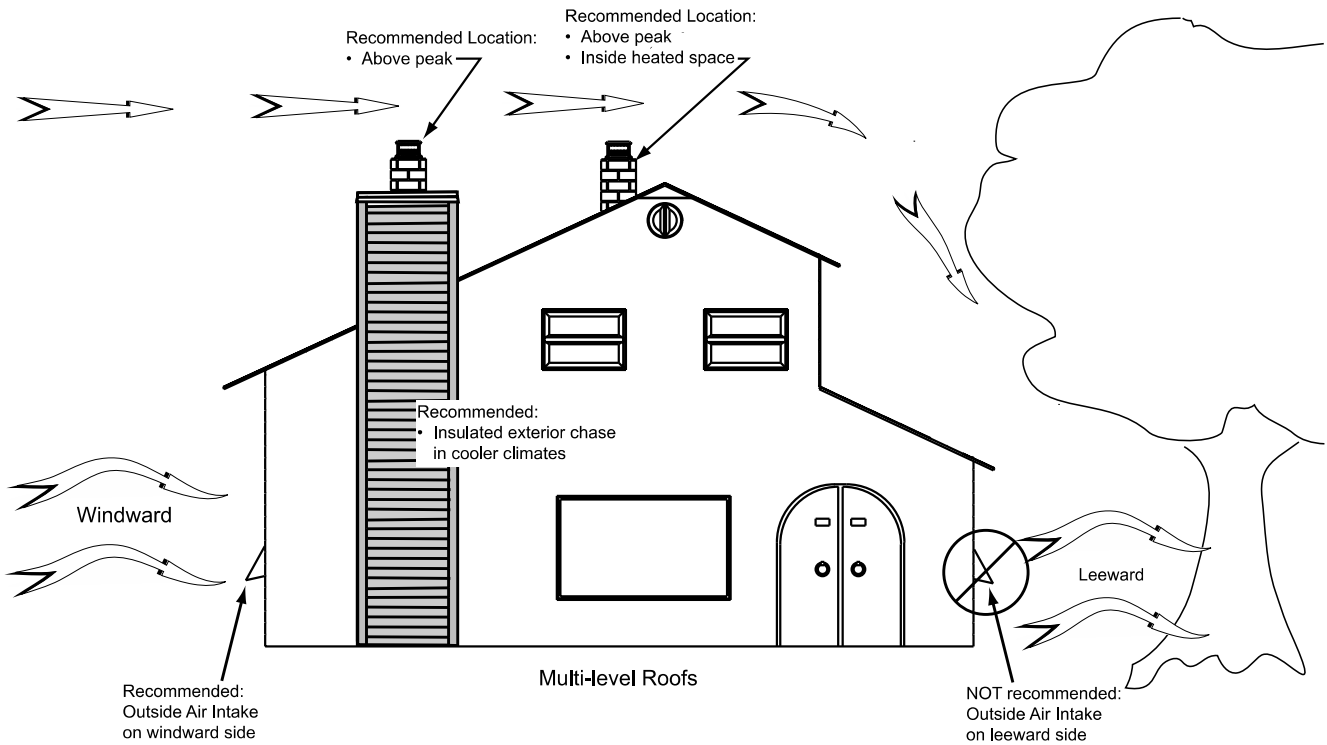 Recommended Location:
• Above peak
Recommended Location:
• Above peak
• Inside heated space
Recommended:
• Insulated exterior chase
in cooler climates
Windward
Leeward
Recommended:
Outside Air Intake
on windward side
Multi-level Roofs
NOT recommended:
Outside Air Intake
on leeward side